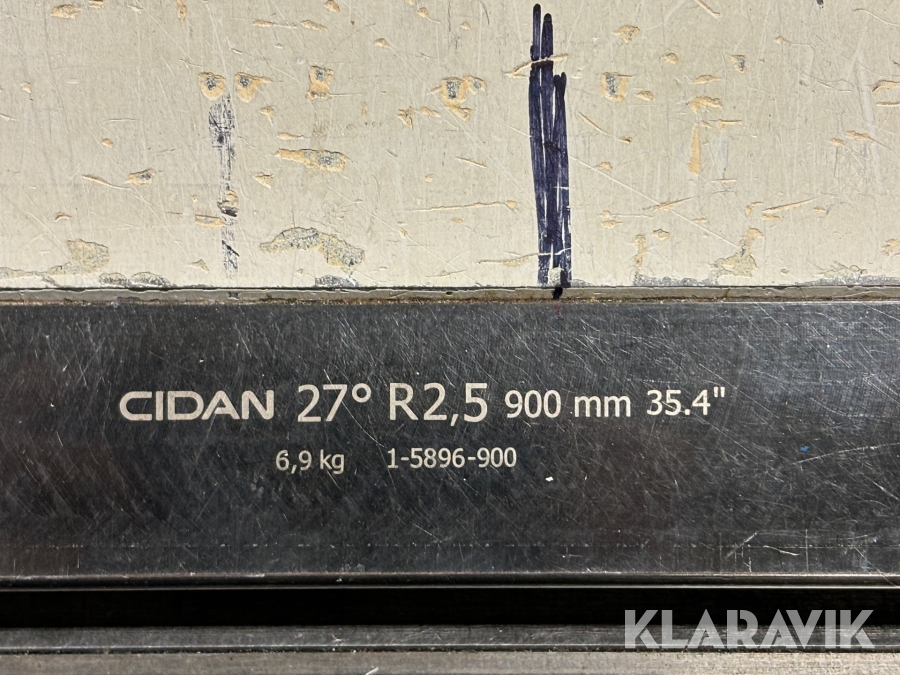 CIDAN 27° R2,5 900 mm 35.4"
6,9 kg 1-5896-900
KLARAVIK